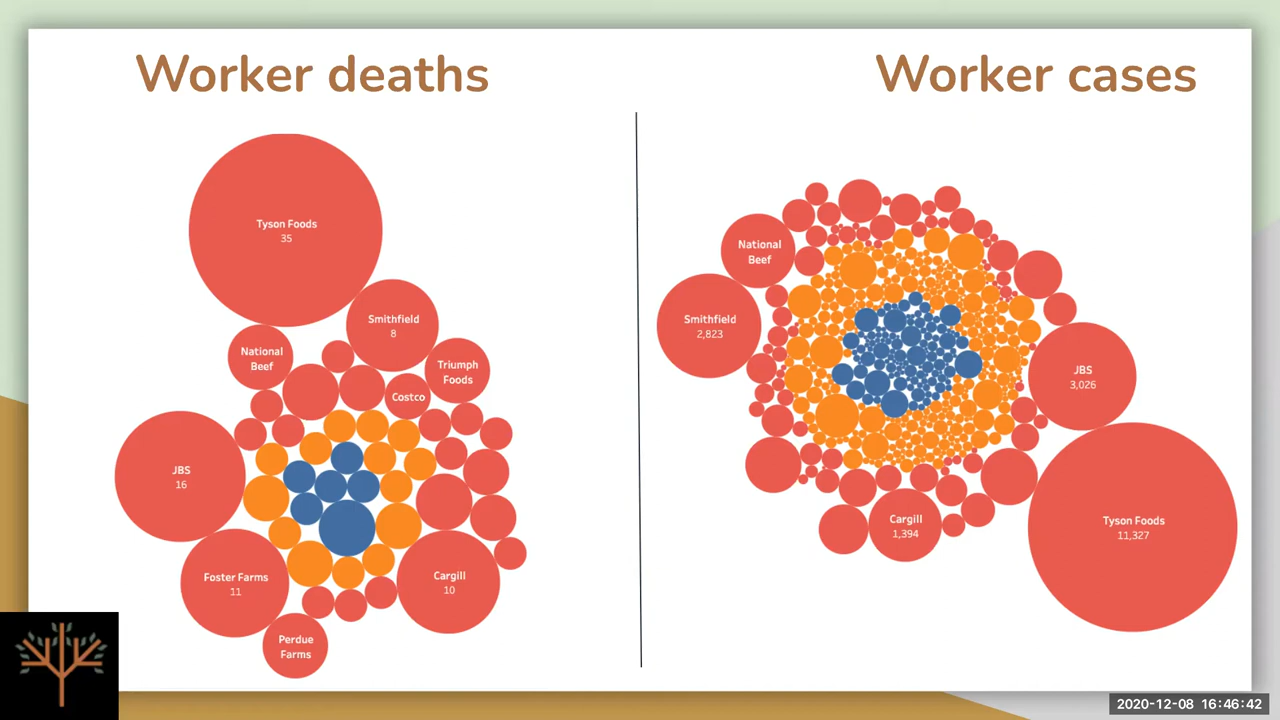 Worker deaths
Worker cases
Tyson Foods
35
Smithfield
8
National
Beef
Triumph
Foods
Costco
JBS
16
Foster Farms
11
Cargill
10
Perdue
Farms
National
Beef
Smithfield
2,823
JBS
3,026
Cargill
1,394
Tyson Foods
11,327
2020-12-08 16:46:42